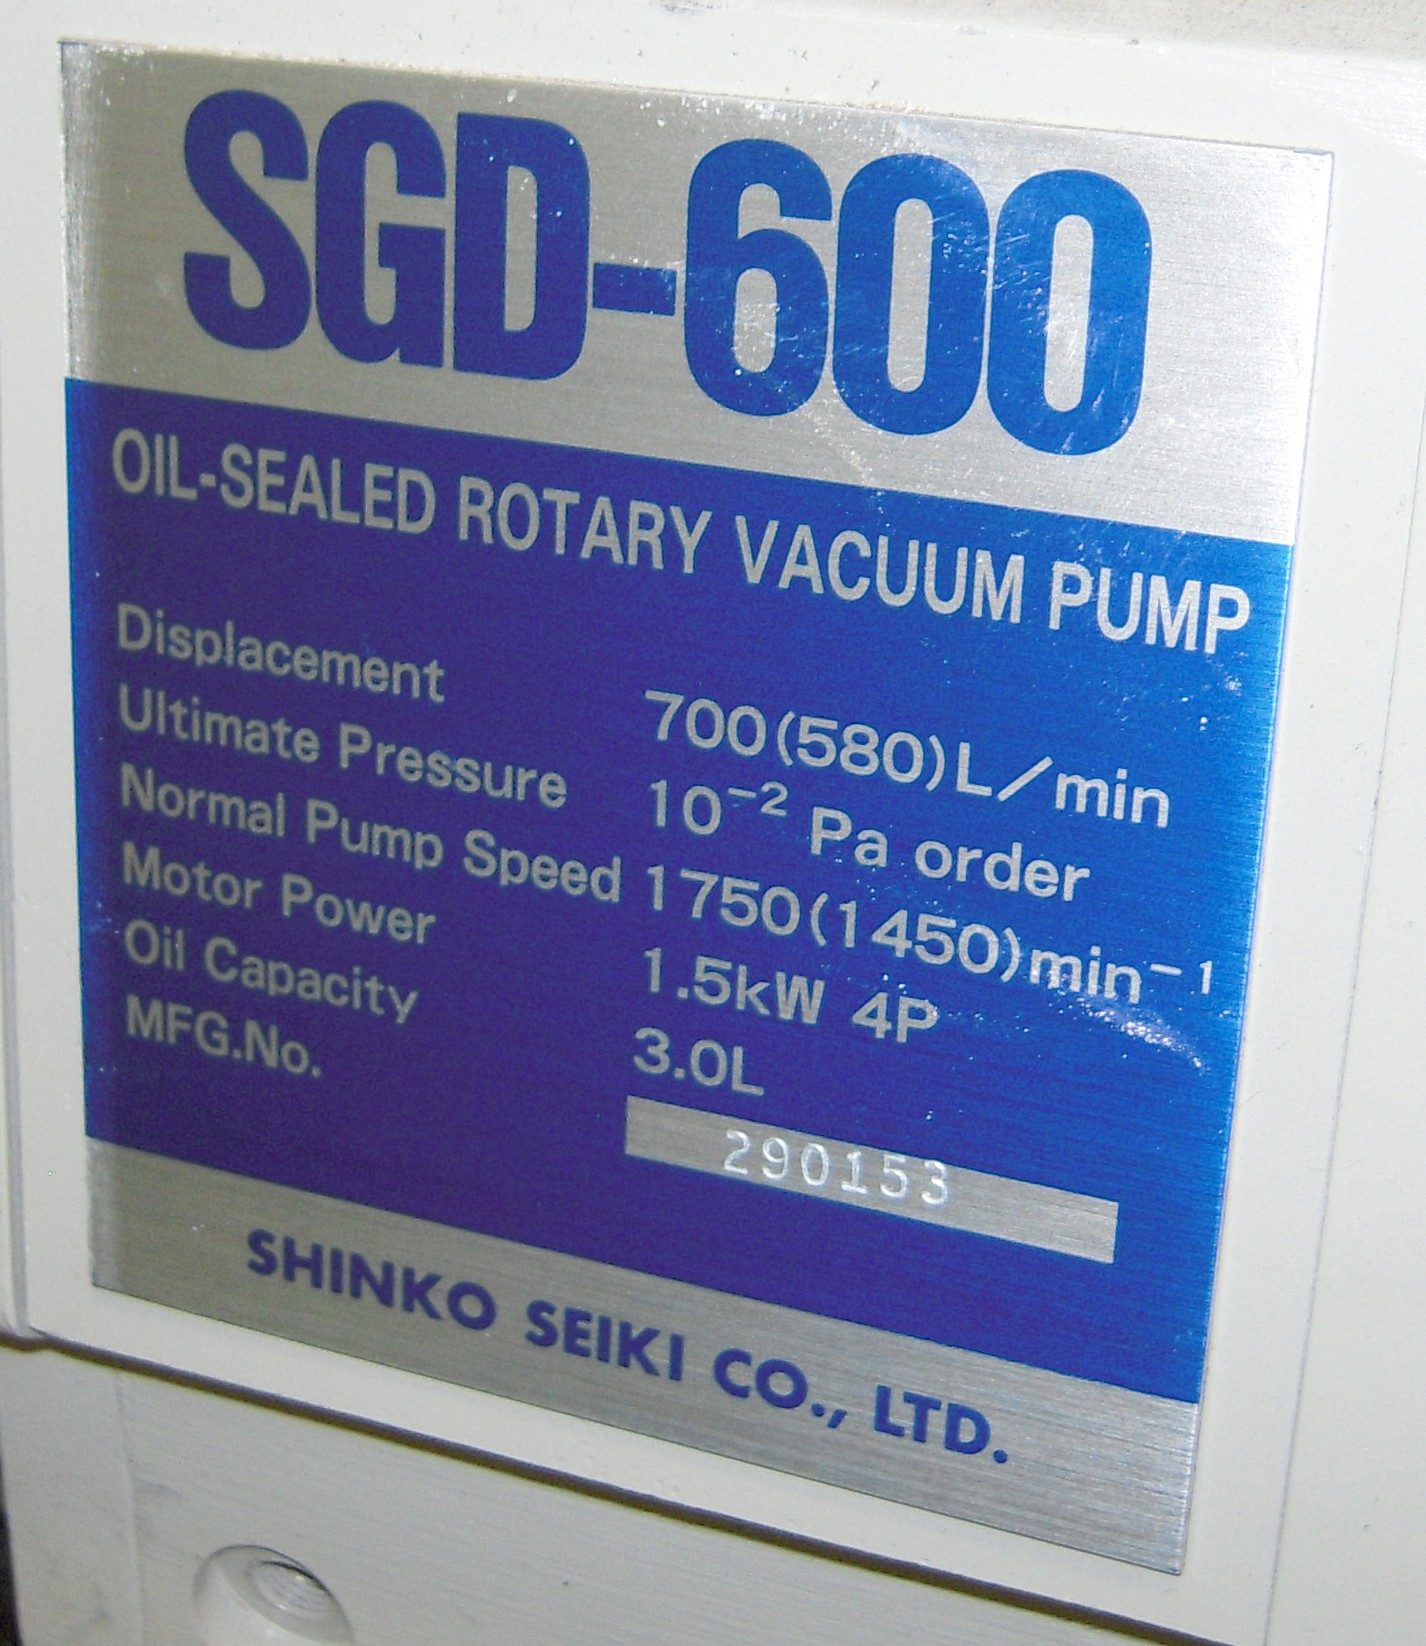 SGD-600
OIL-SEALED ROTARY VACUUM PUMP
Displacement 700(580)L/min
Ultimate Pressure 10⁻² Pa order
Normal Pump Speed 1750(1450)min⁻¹
Motor Power 1.5kW 4P
Oil Capacity 3.0L
MFG.No. 290153
SHINKO SEIKI CO., LTD.